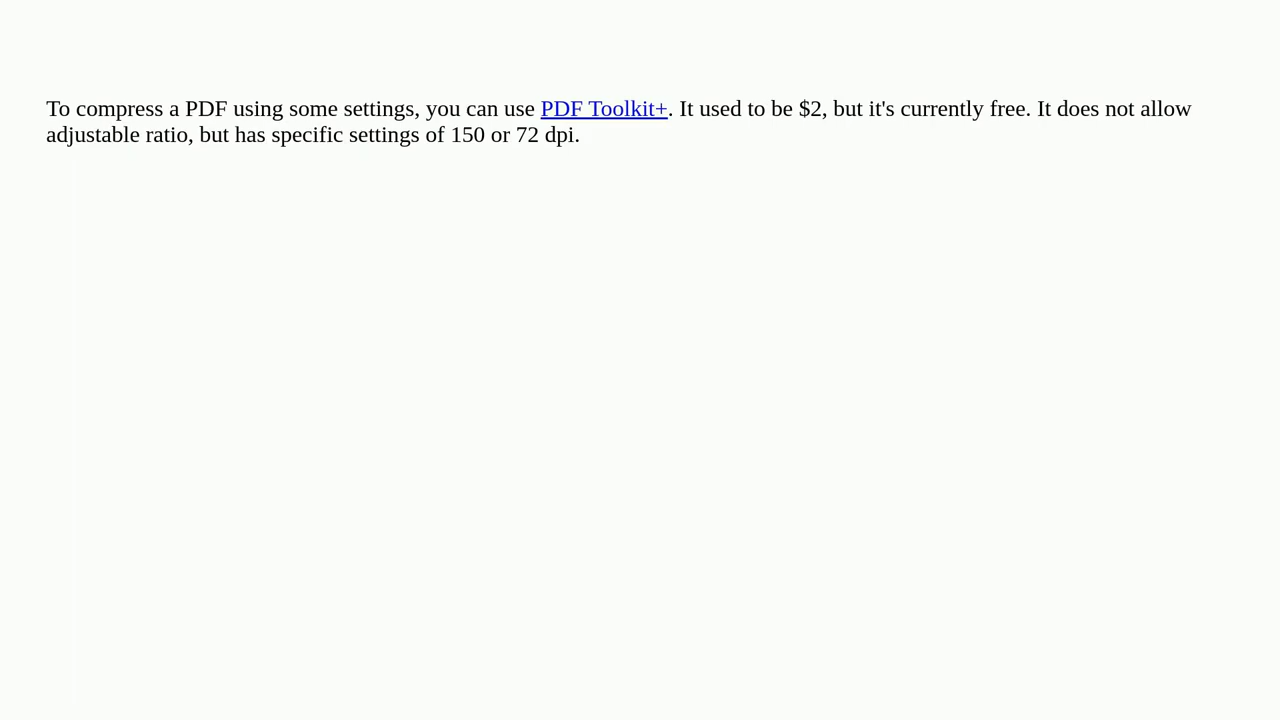 To compress a PDF using some settings, you can use PDF Toolkit+. It used to be $2, but it's currently free. It does not allow
adjustable ratio, but has specific settings of 150 or 72 dpi.